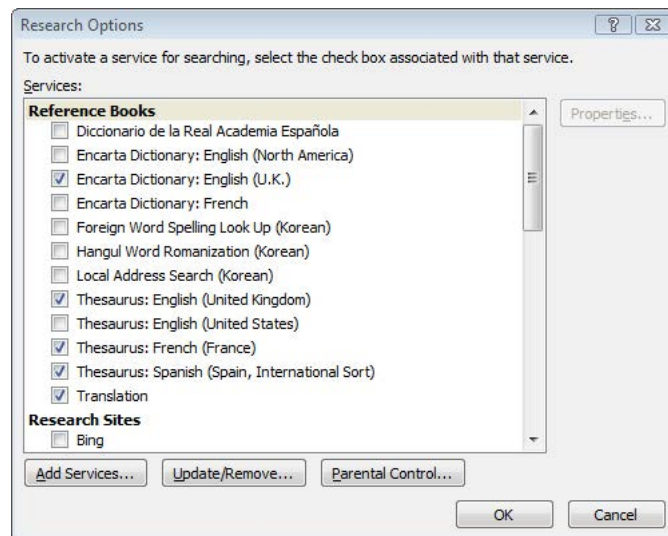 Research Options
To activate a service for searching, select the check box associated with that service.
Services:
Reference Books
Properties...
Diccionario de la Real Academia Española
Encarta Dictionary: English (North America)
Encarta Dictionary: English (U.K.)
Encarta Dictionary: French
Foreign Word Spelling Look Up (Korean)
Hangul Word Romanization (Korean)
Local Address Search (Korean)
Thesaurus: English (United Kingdom)
Thesaurus: English (United States)
Thesaurus: French (France)
Thesaurus: Spanish (Spain, International Sort)
Translation
Research Sites
Bing
Add Services... Update/Remove... Parental Control...
OK Cancel